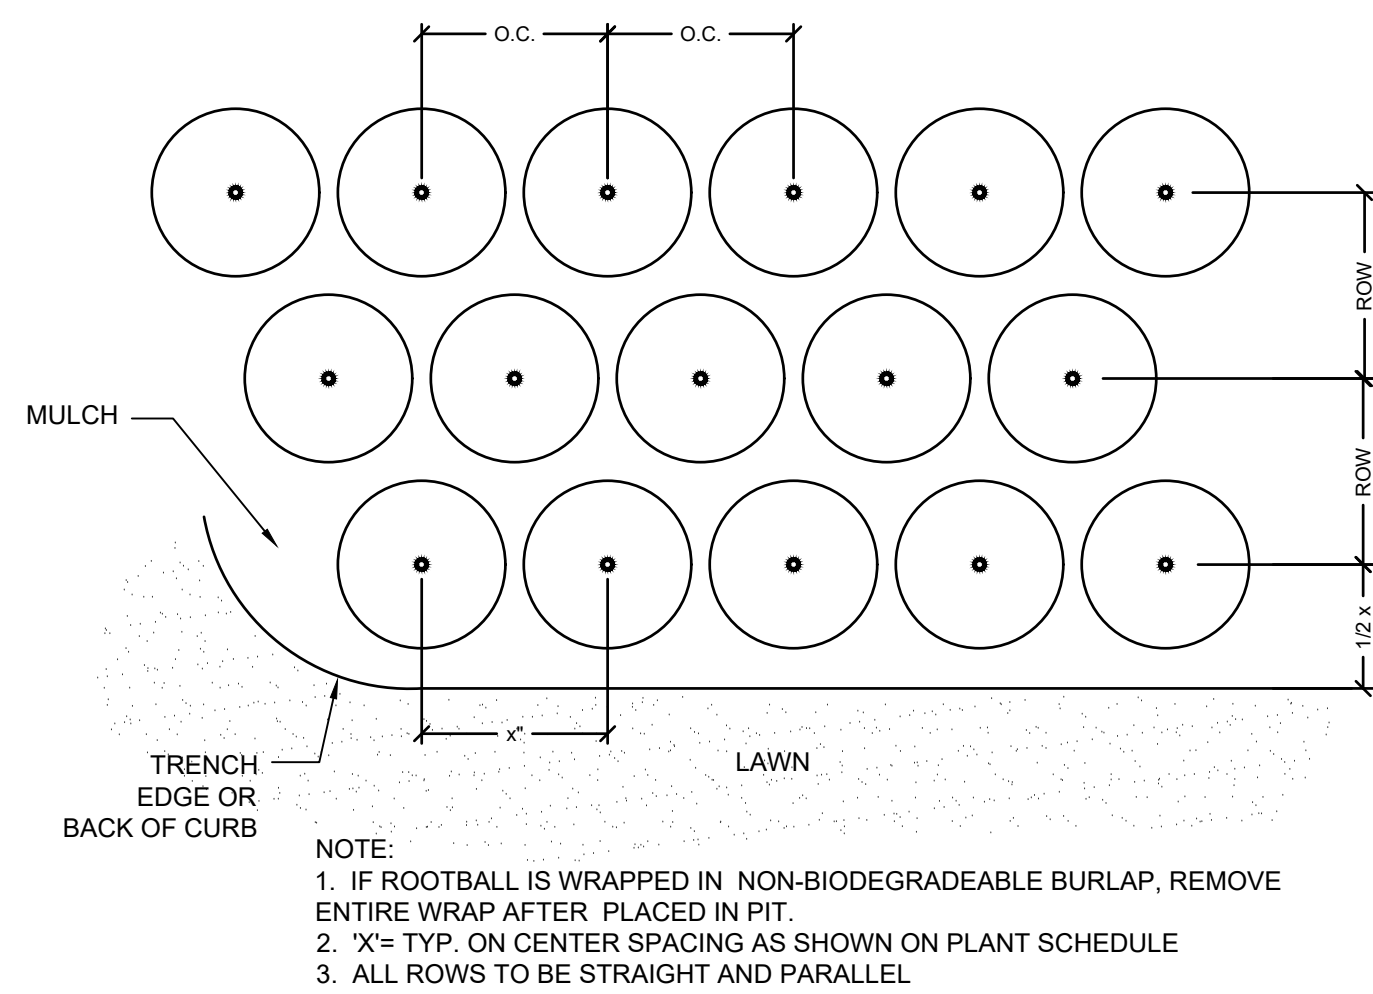 O.C. O.C.
ROW
MULCH
ROW
1/2 x
x"
LAWN
TRENCH
EDGE OR
BACK OF CURB
NOTE:
1. IF ROOTBALL IS WRAPPED IN NON-BIODEGRADEABLE BURLAP, REMOVE
ENTIRE WRAP AFTER PLACED IN PIT.
2. 'X'= TYP. ON CENTER SPACING AS SHOWN ON PLANT SCHEDULE
3. ALL ROWS TO BE STRAIGHT AND PARALLEL